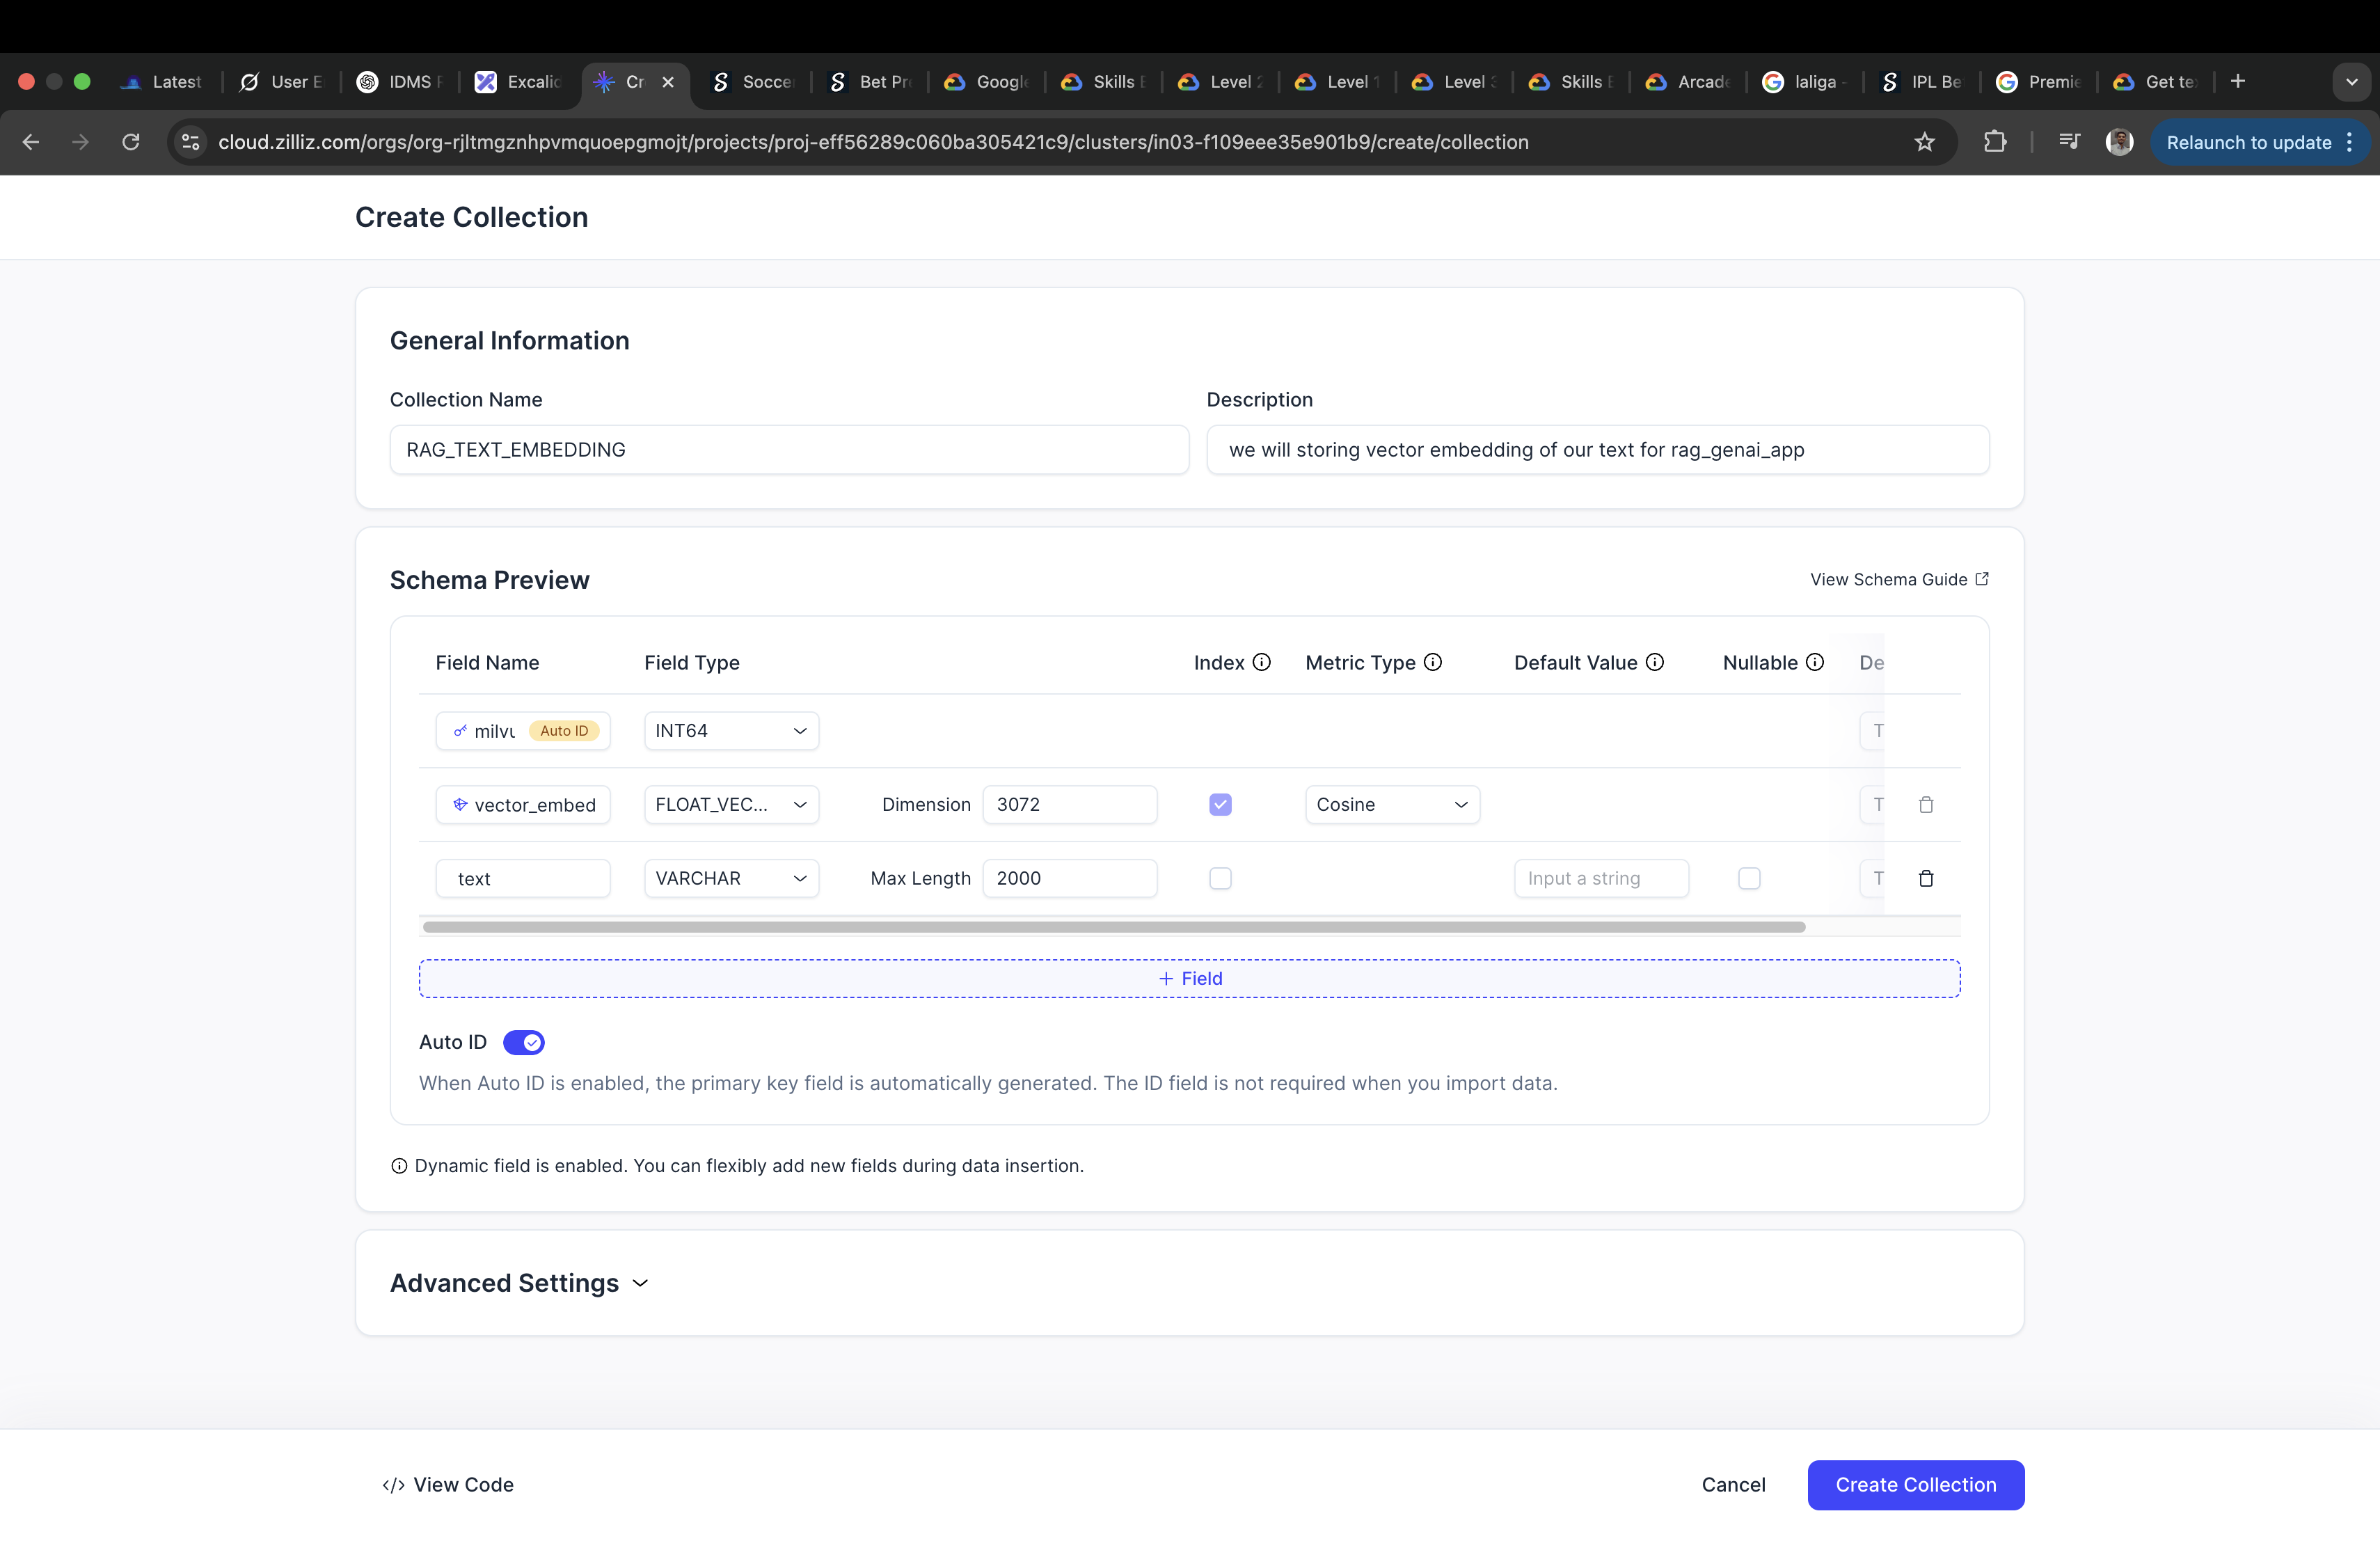 Latest
User E
IDMS F
Excalid
Cr
Soccer
Bet Pr
Google
Skills B
Level 2
Level 1
Level 3
Skills B
Arcade
laliga -
IPL Be
Premie
Get tex
cloud.zilliz.com/orgs/org-rjltmgznhpvmquoepgmojt/projects/proj-eff56289c060ba305421c9/clusters/in03-f109eee35e901b9/create/collection
Relaunch to update
Create Collection
General Information
Collection Name
Description
RAG_TEXT_EMBEDDING
we will storing vector embedding of our text for rag_genai_app
Schema Preview
View Schema Guide
Field Name Field Type Index Metric Type Default Value Nullable De
milvu Auto ID INT64 T
vector_embed FLOAT_VEC... Dimension 3072 Cosine T
text VARCHAR Max Length 2000 Input a string T
+ Field
Auto ID
When Auto ID is enabled, the primary key field is automatically generated. The ID field is not required when you import data.
Dynamic field is enabled. You can flexibly add new fields during data insertion.
Advanced Settings
</> View Code
Cancel
Create Collection